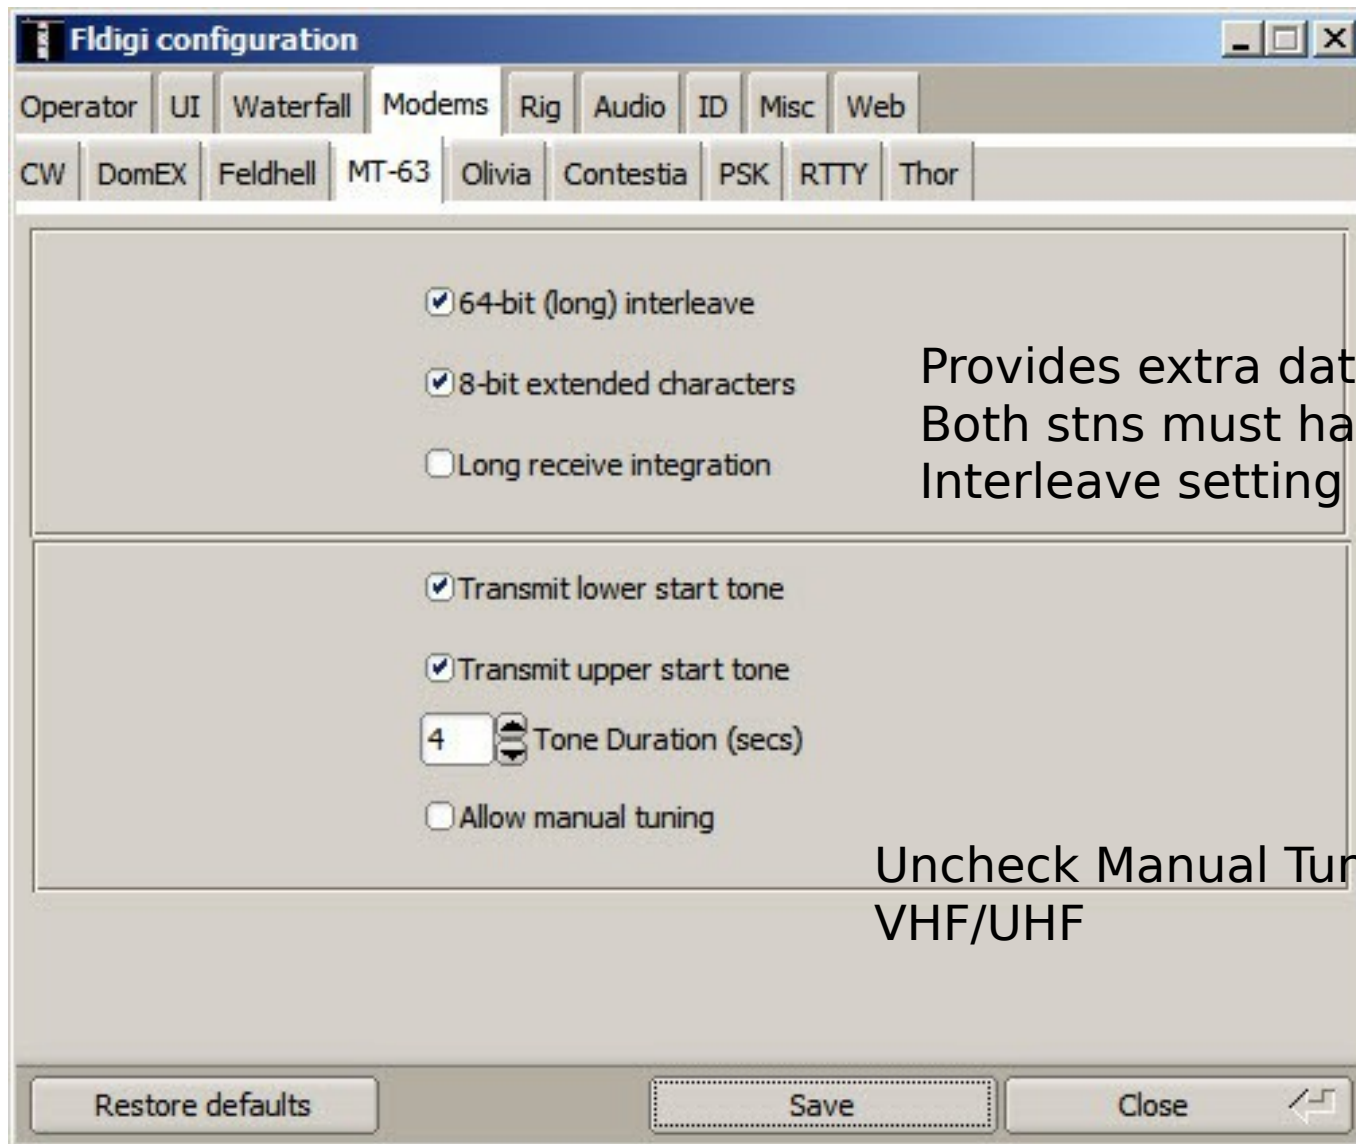 Fldigi configuration
Operator UI Waterfall Modems Rig Audio ID Misc Web
CW DomEX Feldhell MT-63 Olivia Contestia PSK RTTY Thor
64-bit (long) interleave
8-bit extended characters
Long receive integration
Provides extra dat
Both stns must ha
Interleave setting
Transmit lower start tone
Transmit upper start tone
4 Tone Duration (secs)
Allow manual tuning
Uncheck Manual Tun
VHF/UHF
Restore defaults Save Close